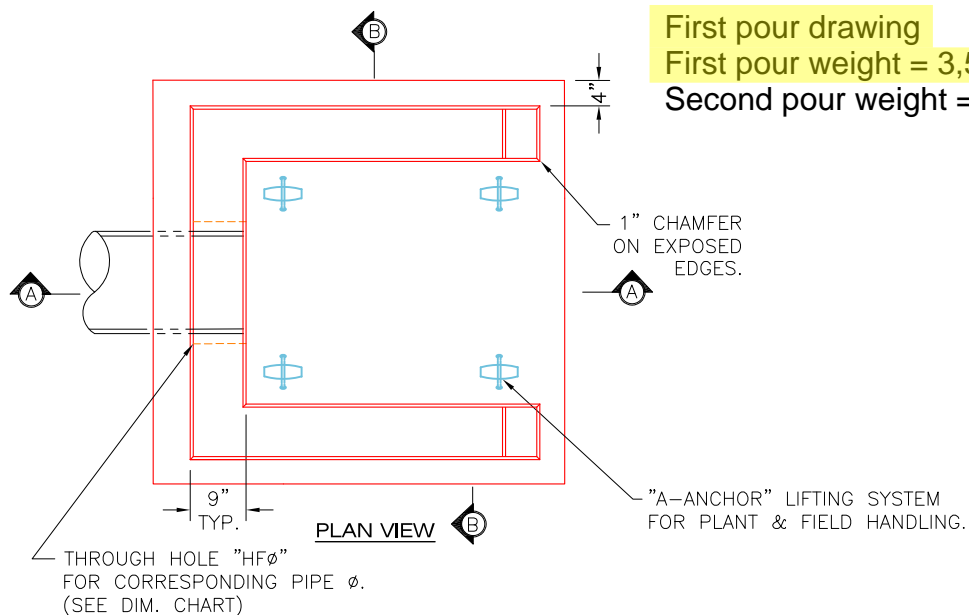 B
First pour drawing
First pour weight = 3,5
Second pour weight =
4"
1" CHAMFER
ON EXPOSED
EDGES.
A
A
9"
TYP.
PLAN VIEW
B
"A-ANCHOR" LIFTING SYSTEM
FOR PLANT & FIELD HANDLING.
THROUGH HOLE "HFø"
FOR CORRESPONDING PIPE ø.
(SEE DIM. CHART)